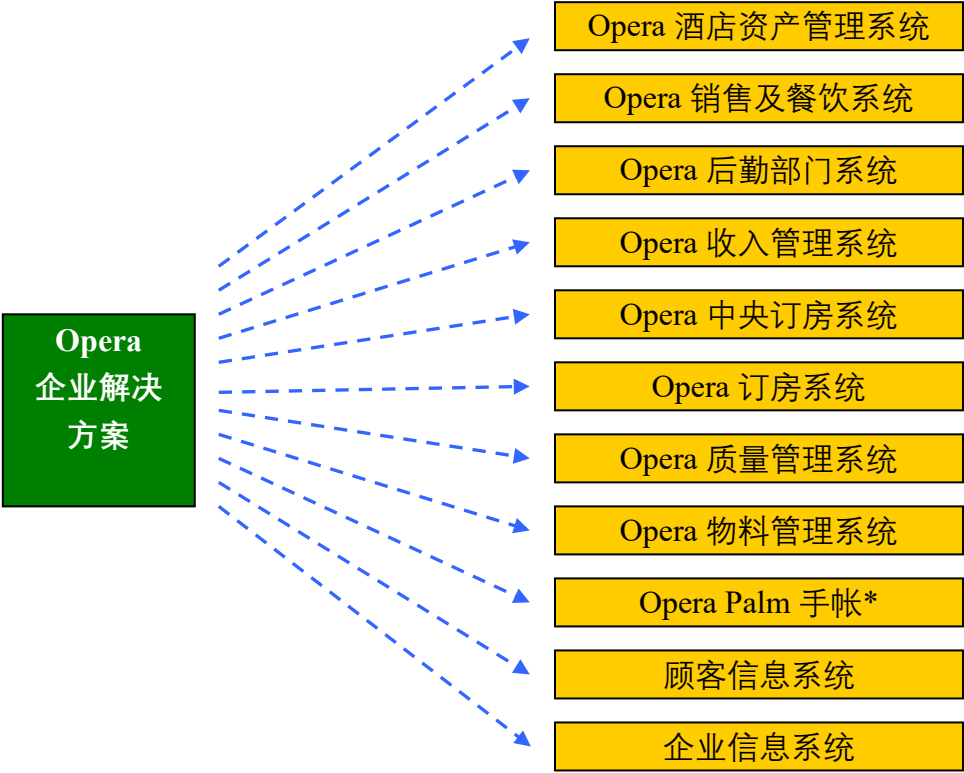 Opera 酒店资产管理系统
Opera 销售及餐饮系统
Opera 后勤部门系统
Opera 收入管理系统
Opera 中央订房系统
Opera 订房系统
Opera 质量管理系统
Opera 物料管理系统
Opera Palm 手帐*
顾客信息系统
企业信息系统
Opera
企业解决
方案